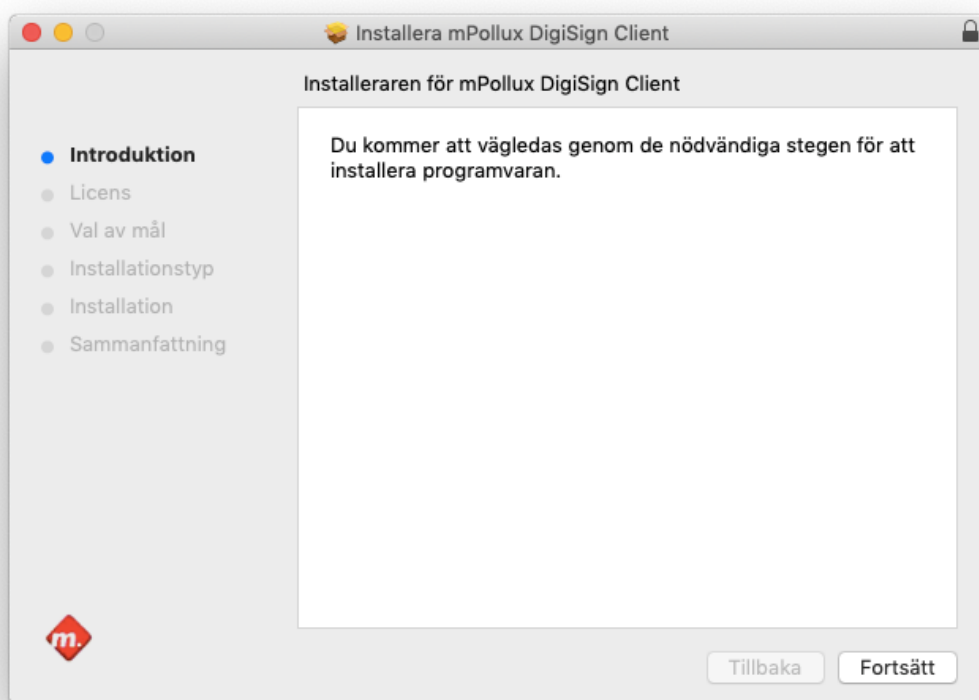 Installera mPollux DigiSign Client
Installeraren för mPollux DigiSign Client
Introduktion
Licens
Val av mål
Installationstyp
Installation
Sammanfattning
Du kommer att vägledas genom de nödvändiga stegen för att
installera programvaran.
m.
Tillbaka
Fortsätt